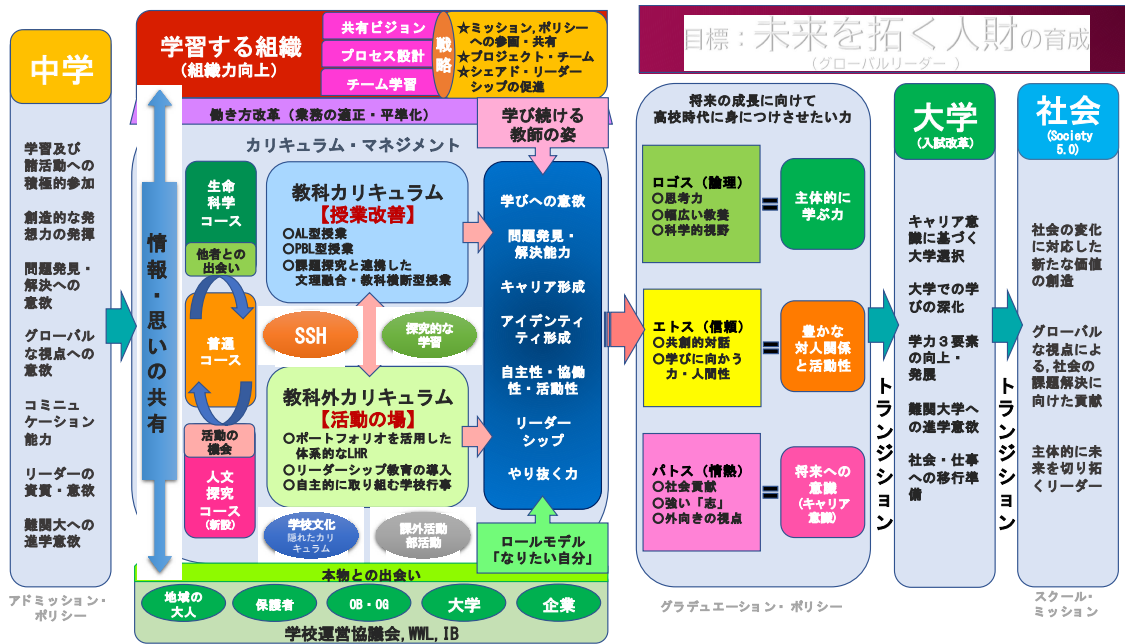 中学
学習及び
諸活動への
積極的参加
創造的な発
想力の発揮
問題発見・
解決への
意欲
グローバル
な視点への
意欲
コミニュ
ケーション
能力
リーダーの
資質・意欲
難関大への
進学意欲
アドミッション・
ポリシー
学習する組織
(組織力向上)
共有ビジョン
プロセス設計
チーム学習
戦略
★ミッション,ポリシー
への参画・共有
★プロジェクト・チーム
★シェアド・リーダー
シップの促進
働き方改革（業務の適正・平準化）
学び続ける
教師の姿
カリキュラム・マネジメント
情報・思いの共有
生命
科学
コース
他者との
出会い
普通
コース
活動の
機会
人文
探究
コース
(新設)
教科カリキュラム
【授業改善】
○AL型授業
○PBL型授業
○課題探究と連携した
文理融合・教科横断型授業
SSH
探究的な
学習
教科外カリキュラム
【活動の場】
○ポートフォリオを活用した
体系的なLHR
○リーダーシップ教育の導入
○自主的に取り組む学校行事
学校文化
隠れたカリ
キュラム
課外活動
部活動
学びへの意欲
問題発見・
解決能力
キャリア形成
アイデンティ
ティ形成
自主性・協働
性・活動性
リーダー
シップ
やり抜く力
ロールモデル
「なりたい自分」
本物との出会い
地域の
大人
保護者
OB・OG
大学
企業
学校運営協議会,WWL,IB
目標：未来を拓く人財の育成
(グローバルリーダー )
将来の成長に向けて
高校時代に身につけさせたい力
ロゴス（論理）
○思考力
○幅広い教養
○科学的視野
=
主体的に
学ぶ力
エトス（信頼）
○共創的対話
○学びに向かう
力・人間性
=
豊かな
対人関係
と活動性
パトス（情熱）
○社会貢献
○強い「志」
○外向きの視点
=
将来への
意識
(キャリア
意識)
グラデュエーション・ポリシー
大学
(入試改革)
キャリア意
識に基づく
大学選択
大学での学
びの深化
学力３要素
の向上・
発展
難関大学へ
の進学意欲
社会・仕事
への移行準
備
トランジション
トランジション
社会
(Society
5.0)
社会の変化
に対応した
新たな価値
の創造
グローバル
な視点によ
る,社会の
課題解決に
向けた貢献
主体的に未
来を切り拓
くリーダー
スクール・
ミッション